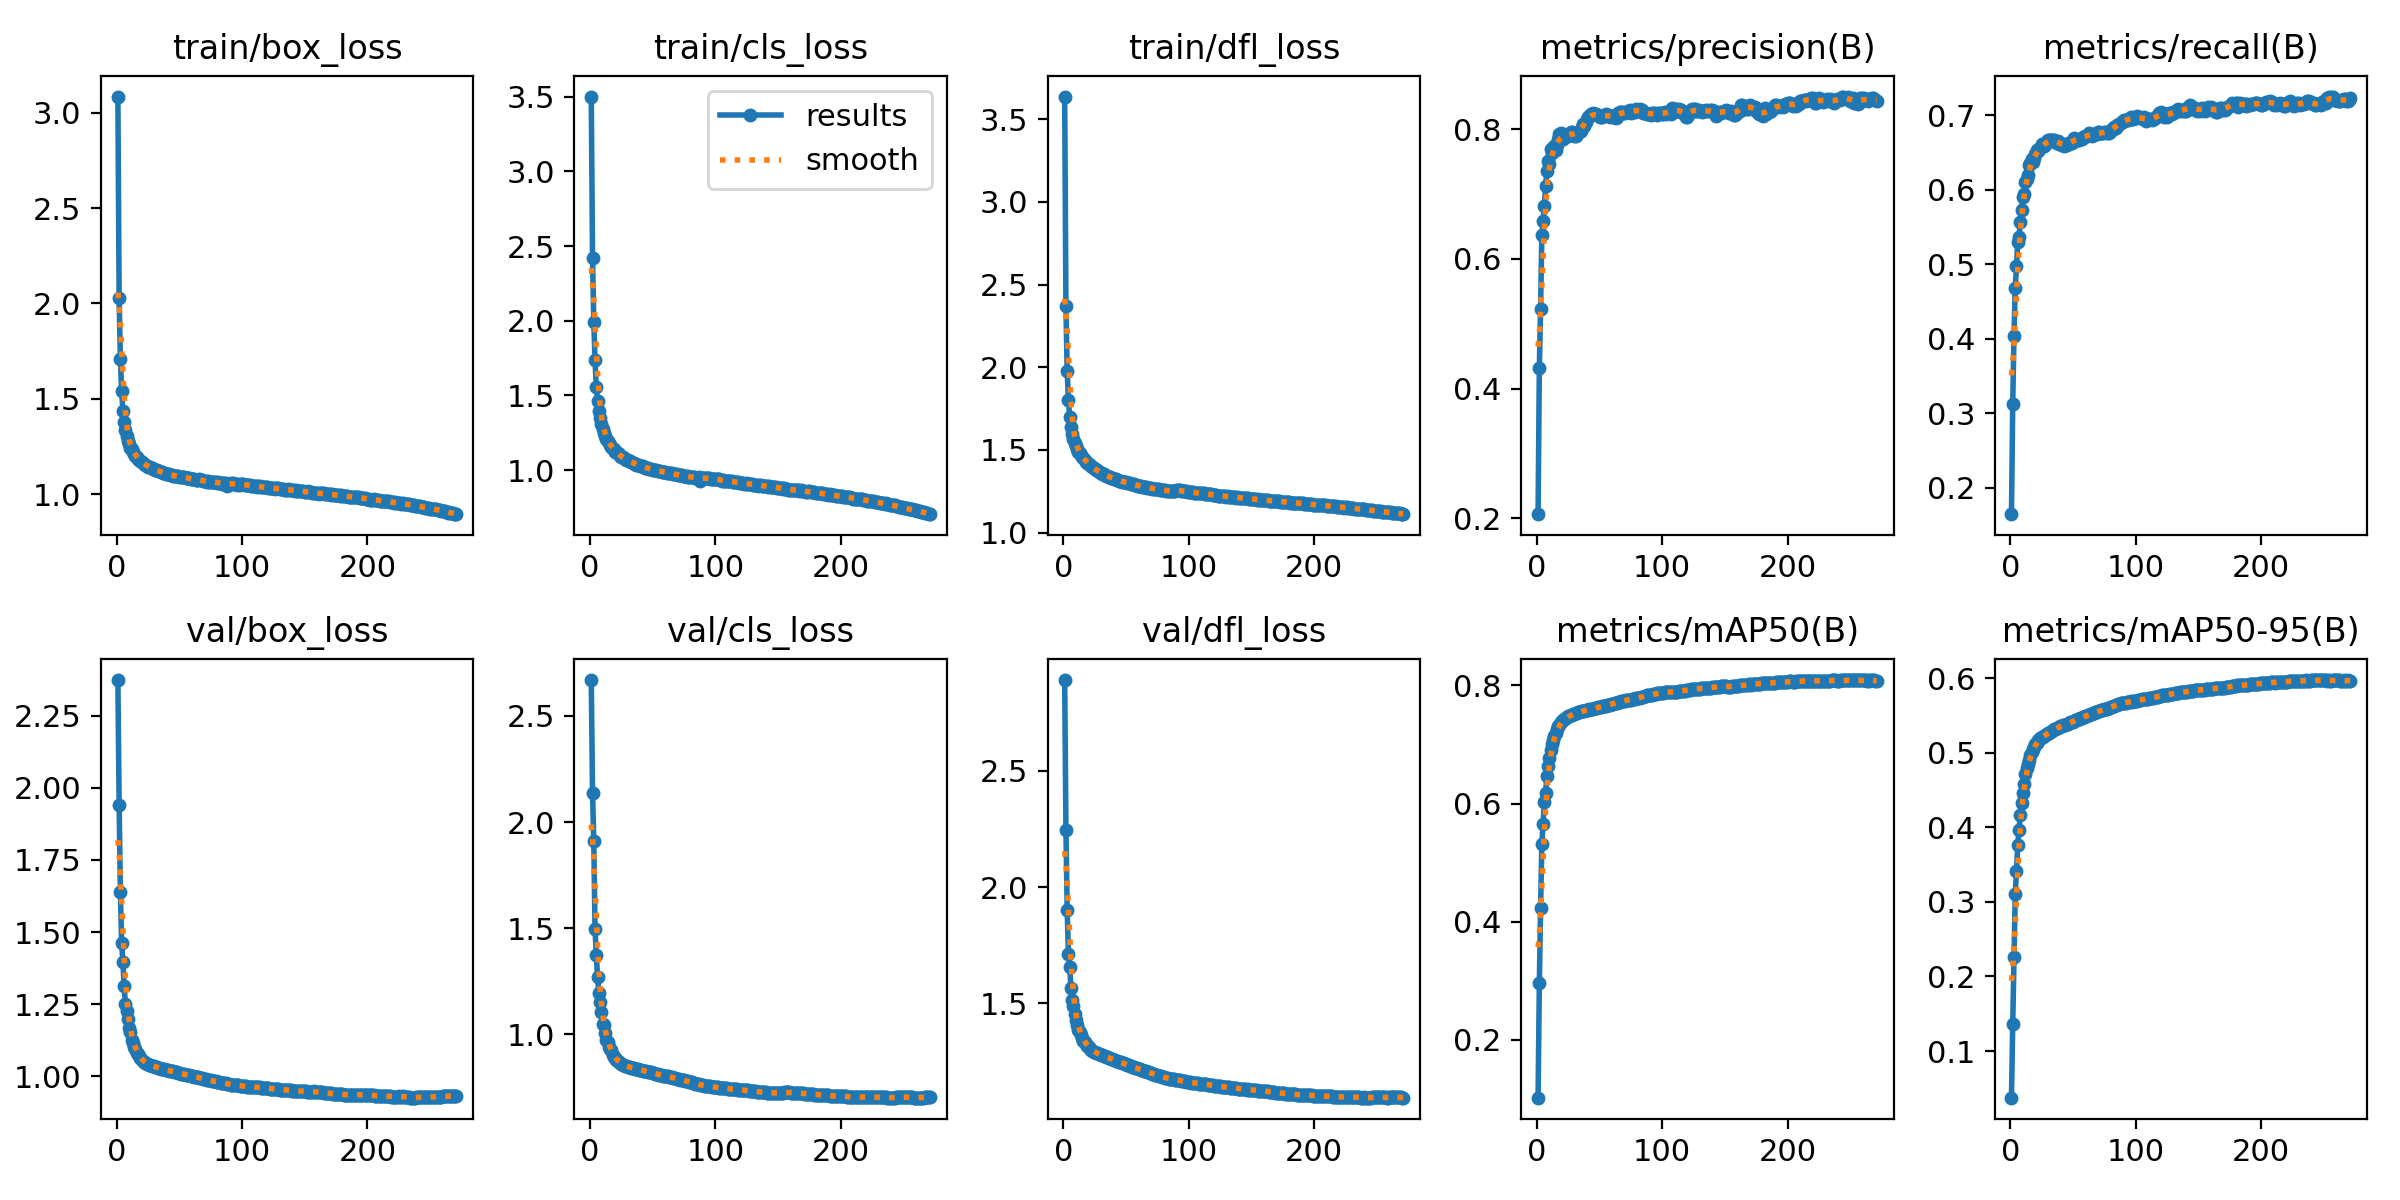 train/box_loss
3.0
2.5
2.0
1.5
1.0
0 100 200
train/cls_loss
results
smooth
3.5
3.0
2.5
2.0
1.5
1.0
0 100 200
train/dfl_loss
3.5
3.0
2.5
2.0
1.5
1.0
0 100 200
metrics/precision(B)
0.8
0.6
0.4
0.2
0 100 200
metrics/recall(B)
0.7
0.6
0.5
0.4
0.3
0.2
0 100 200
val/box_loss
2.25
2.00
1.75
1.50
1.25
1.00
0 100 200
val/cls_loss
2.5
2.0
1.5
1.0
0 100 200
val/dfl_loss
2.5
2.0
1.5
0 100 200
metrics/mAP50(B)
0.8
0.6
0.4
0.2
0 100 200
metrics/mAP50-95(B)
0.6
0.5
0.4
0.3
0.2
0.1
0 100 200